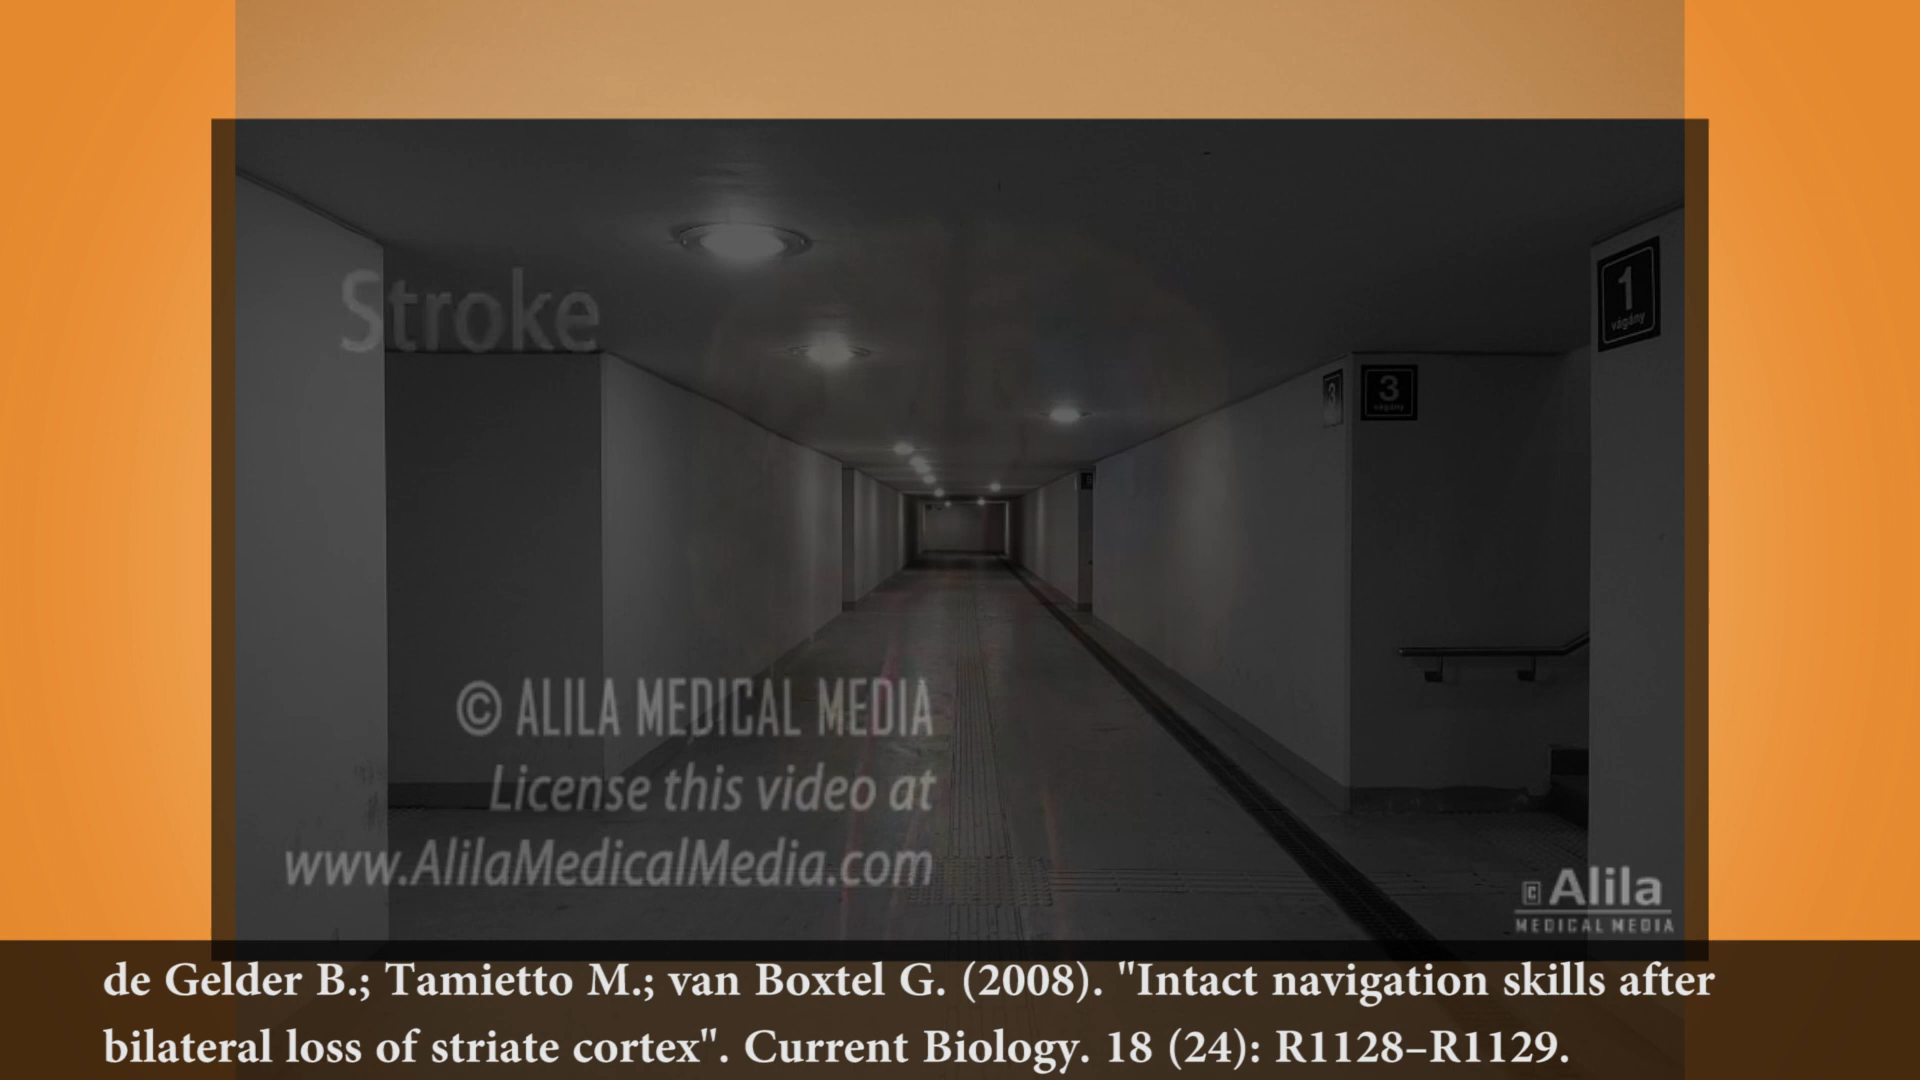 Stroke
1
vágány
3
3
vágány
© ALILA MEDICAL MEDIA
License this video at
www.AlilaMedicalMedia.com
© Alila
MEDICAL MEDIA
de Gelder B.; Tamietto M.; van Boxtel G. (2008). "Intact navigation skills after
bilateral loss of striate cortex". Current Biology. 18 (24): R1128–R1129.